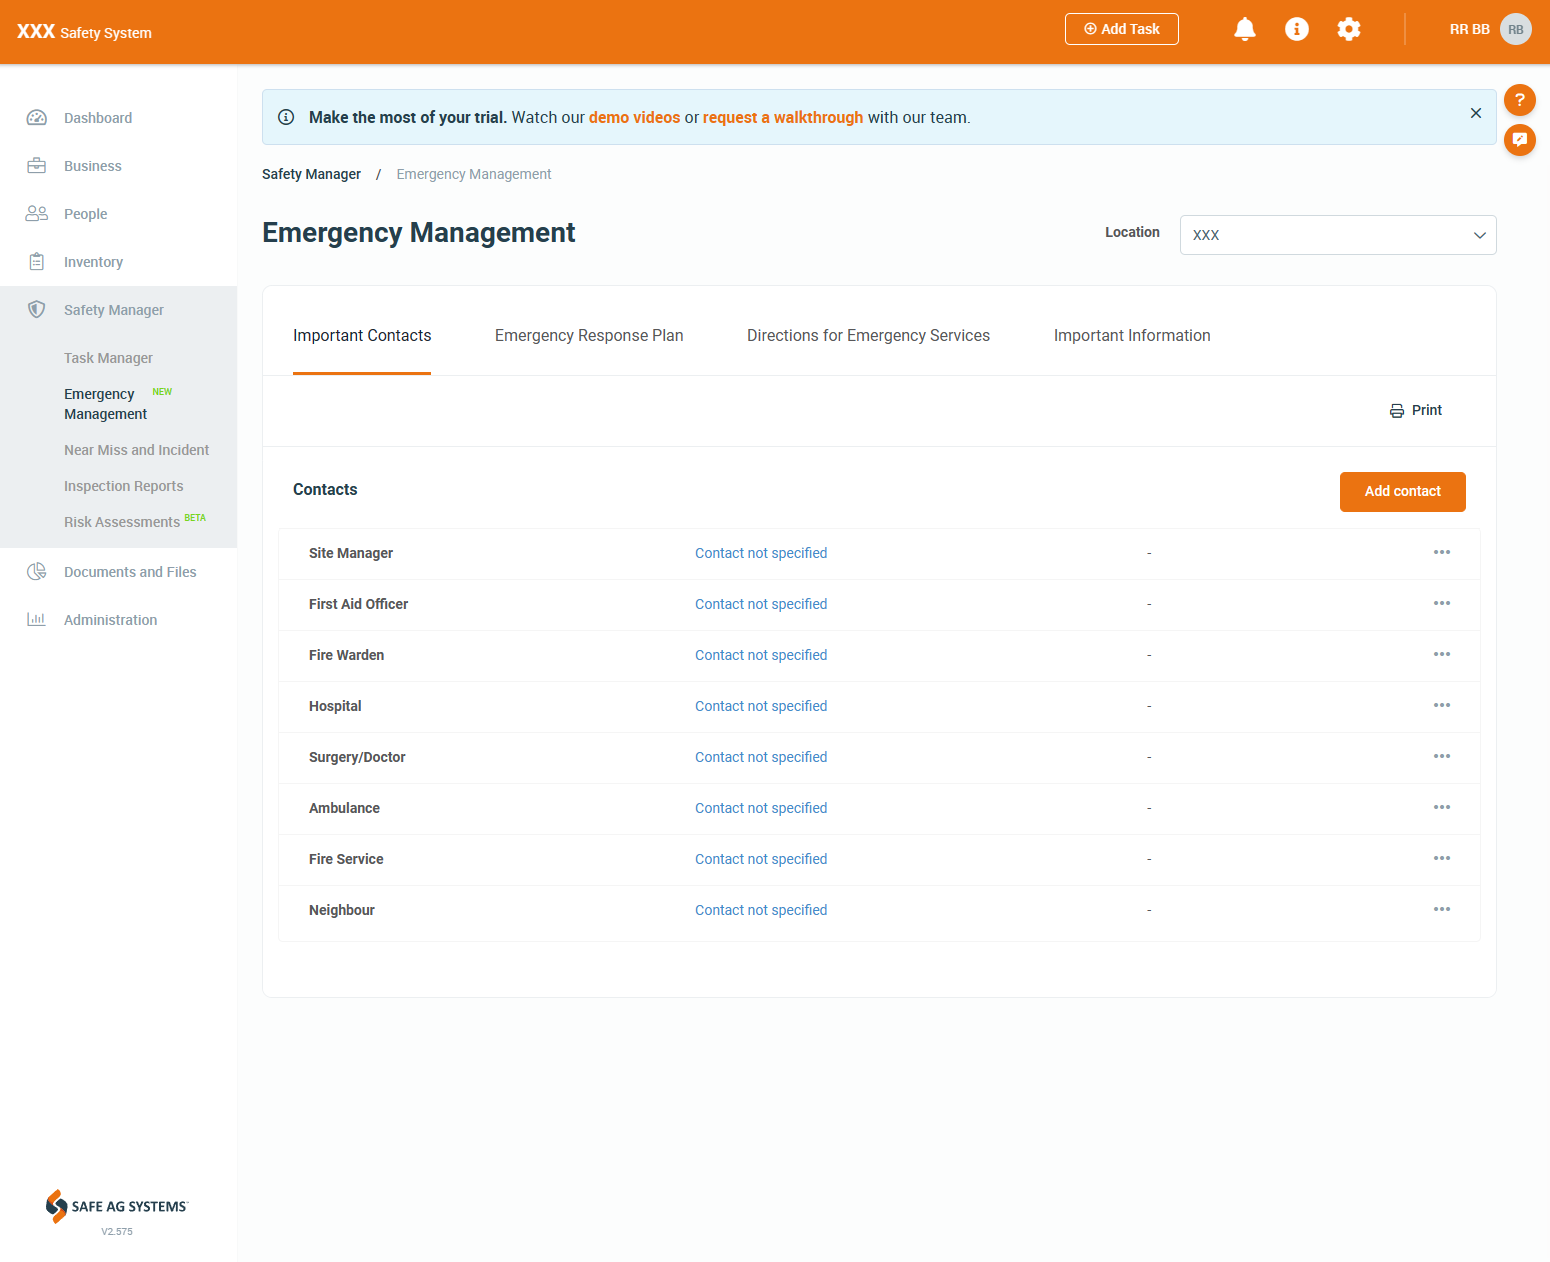 XXX Safety System
Add Task
RR BB
RB
Dashboard
Business
People
Inventory
Safety Manager
Task Manager
Emergency Management NEW
Near Miss and Incident
Inspection Reports
Risk Assessments BETA
Documents and Files
Administration
SAFE AG SYSTEMS™
V2.575
Make the most of your trial. Watch our demo videos or request a walkthrough with our team.
?
Safety Manager / Emergency Management
Emergency Management
Location
XXX
Important Contacts
Emergency Response Plan
Directions for Emergency Services
Important Information
Print
Contacts
Add contact
Site Manager Contact not specified -
First Aid Officer Contact not specified -
Fire Warden Contact not specified -
Hospital Contact not specified -
Surgery/Doctor Contact not specified -
Ambulance Contact not specified -
Fire Service Contact not specified -
Neighbour Contact not specified -